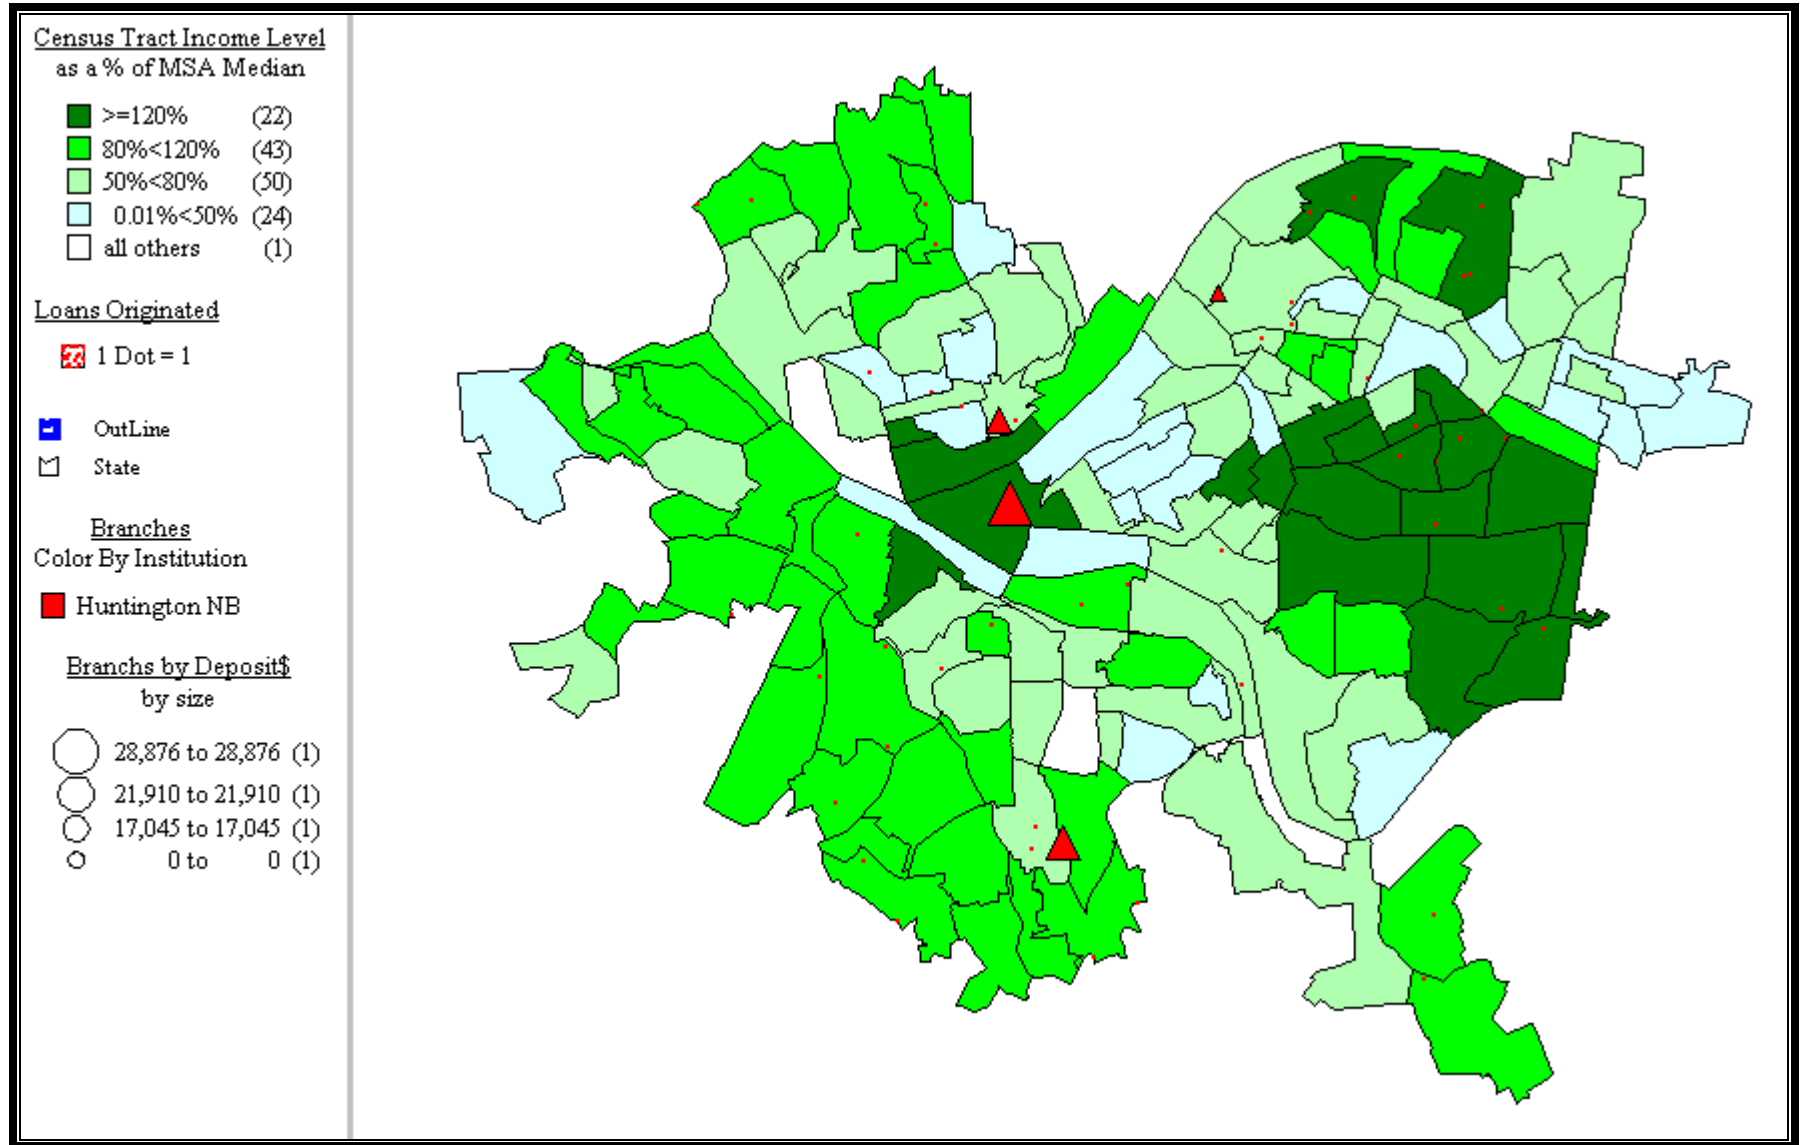 Census Tract Income Level
as a % of MSA Median
>=120% (22)
80%<120% (43)
50%<80% (50)
0.01%<50% (24)
all others (1)
Loans Originated
1 Dot = 1
OutLine
State
Branches
Color By Institution
Huntington NB
Branchs by Deposit$
by size
28,876 to 28,876 (1)
21,910 to 21,910 (1)
17,045 to 17,045 (1)
0 to 0 (1)